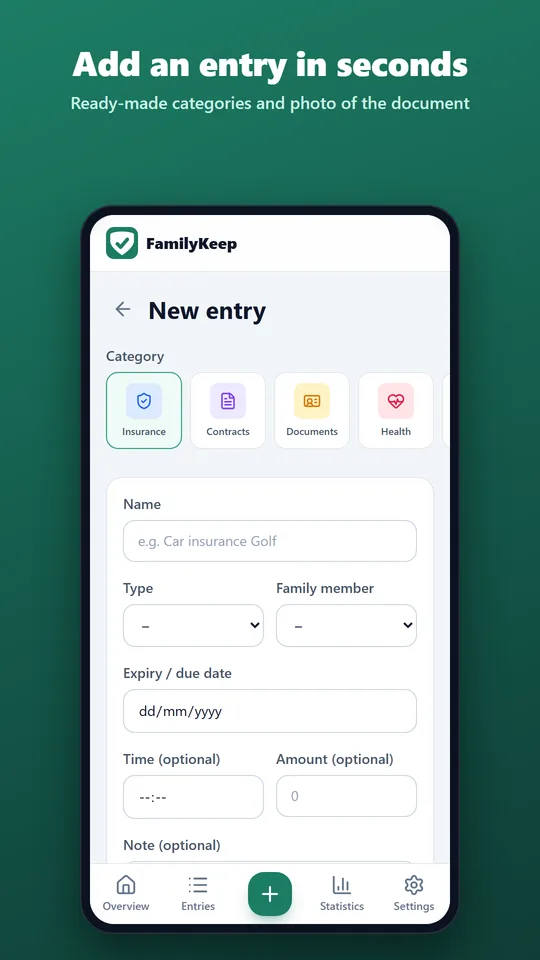 Add an entry in seconds
Ready-made categories and photo of the document
FamilyKeep
New entry
Category
Insurance Contracts Documents Health
Name
e.g. Car insurance Golf
Type Family member
– –
Expiry / due date
dd/mm/yyyy
Time (optional) Amount (optional)
--:-- 0
Note (optional)
Overview Entries Statistics Settings